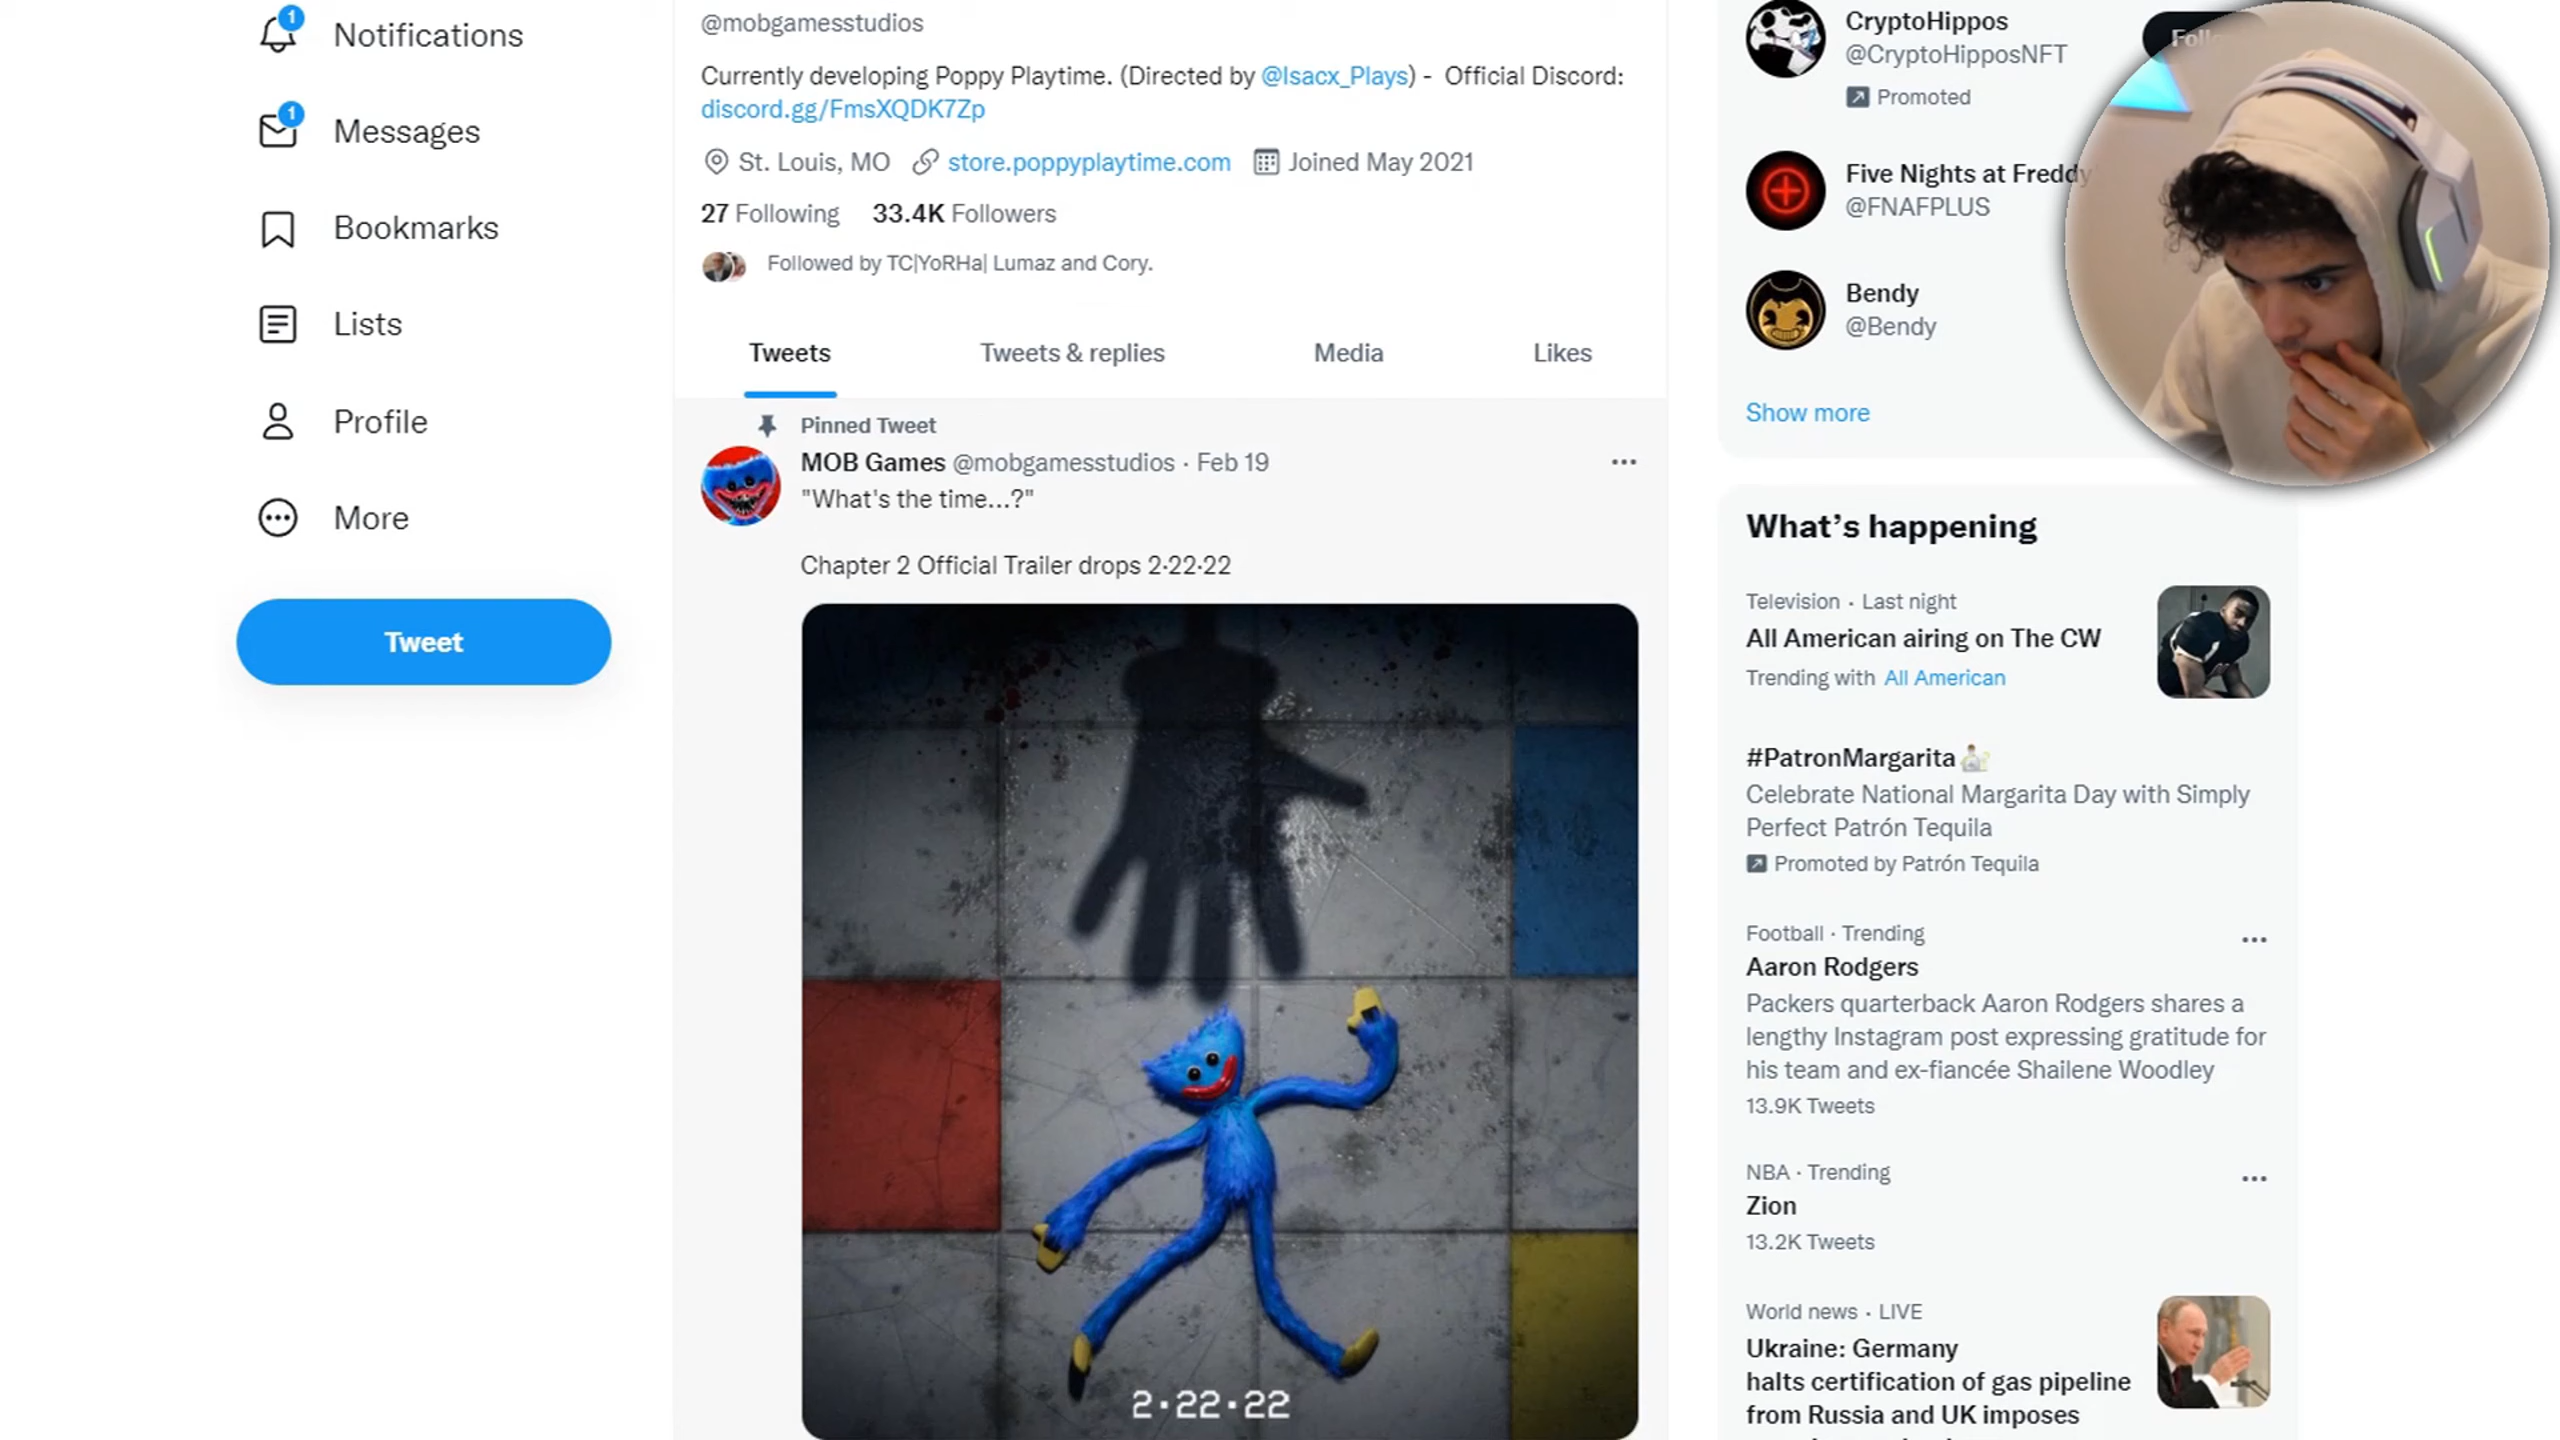 Notifications
1
Messages
1
Bookmarks
Lists
Profile
More
Tweet
@mobgamesstudios
Currently developing Poppy Playtime. (Directed by @Isacx_Plays) - Official Discord:
discord.gg/FmsXQDK7Zp
St. Louis, MO store.poppyplaytime.com Joined May 2021
27 Following 33.4K Followers
Followed by TC|YoRHa| Lumaz and Cory.
Tweets Tweets & replies Media Likes
Pinned Tweet
MOB Games @mobgamesstudios · Feb 19
"What's the time...?"
Chapter 2 Official Trailer drops 2·22·22
2·22·22
CryptoHippos
@CryptoHipposNFT
Promoted
Five Nights at Freddy
@FNAFPLUS
Bendy
@Bendy
Show more
What's happening
Television · Last night
All American airing on The CW
Trending with All American
#PatronMargarita
Celebrate National Margarita Day with Simply
Perfect Patrón Tequila
Promoted by Patrón Tequila
Football · Trending
Aaron Rodgers
Packers quarterback Aaron Rodgers shares a
lengthy Instagram post expressing gratitude for
his team and ex-fiancée Shailene Woodley
13.9K Tweets
NBA · Trending
Zion
13.2K Tweets
World news · LIVE
Ukraine: Germany
halts certification of gas pipeline
from Russia and UK imposes